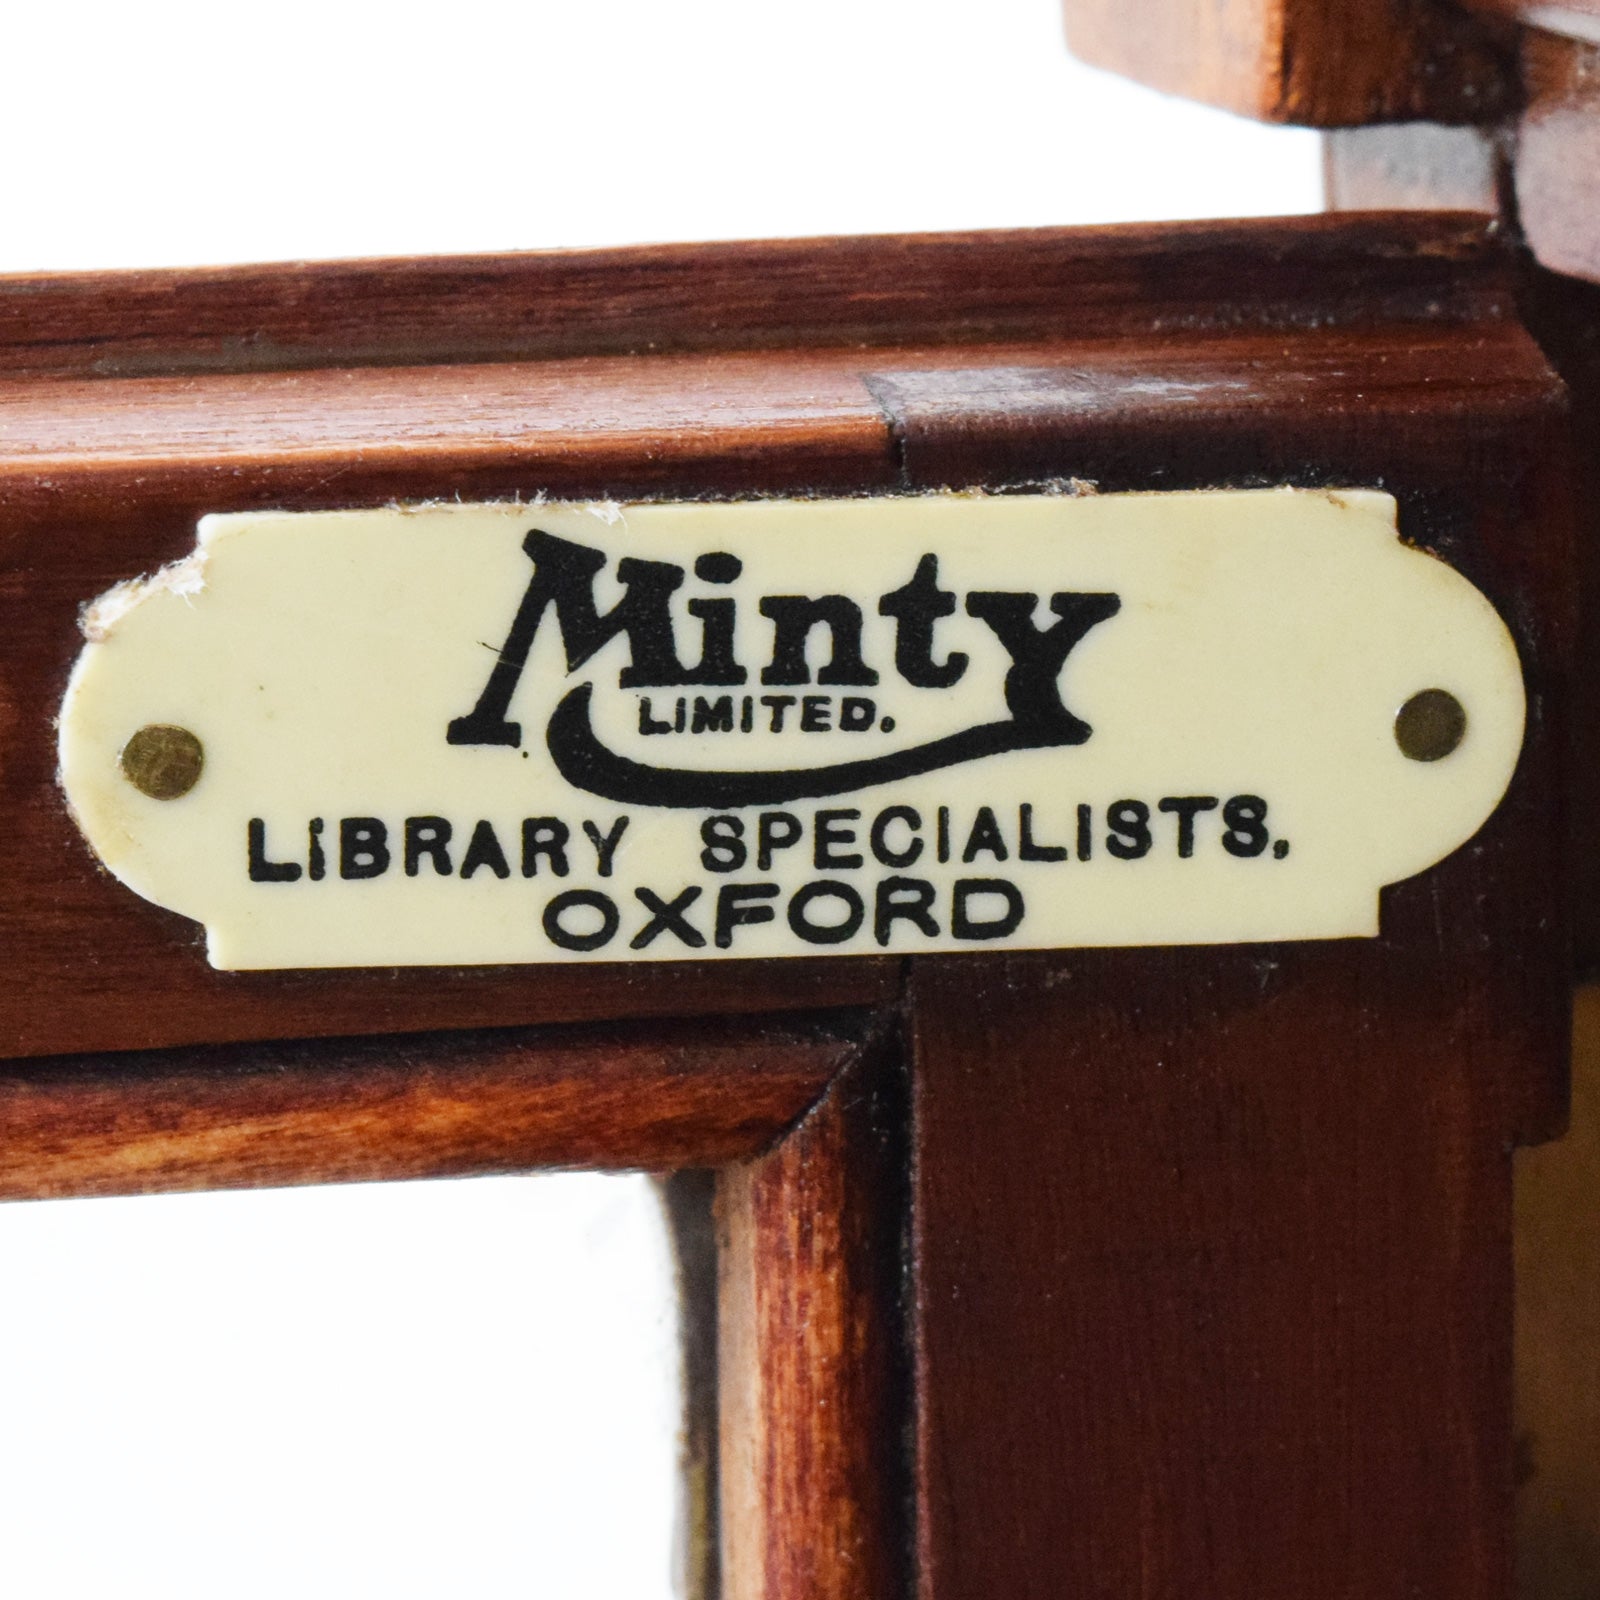 Minty
LIMITED.
LIBRARY SPECIALISTS,
OXFORD